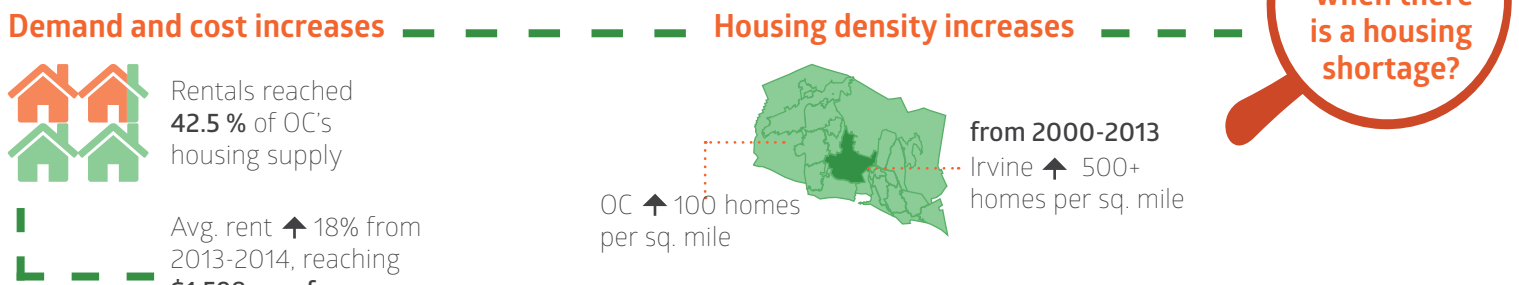 Demand and cost increases
Rentals reached
42.5 % of OC's
housing supply
Avg. rent 18% from
2013-2014, reaching
Housing density increases
OC 100 homes
per sq. mile
from 2000-2013
Irvine 500+
homes per sq. mile
when there
is a housing
shortage?